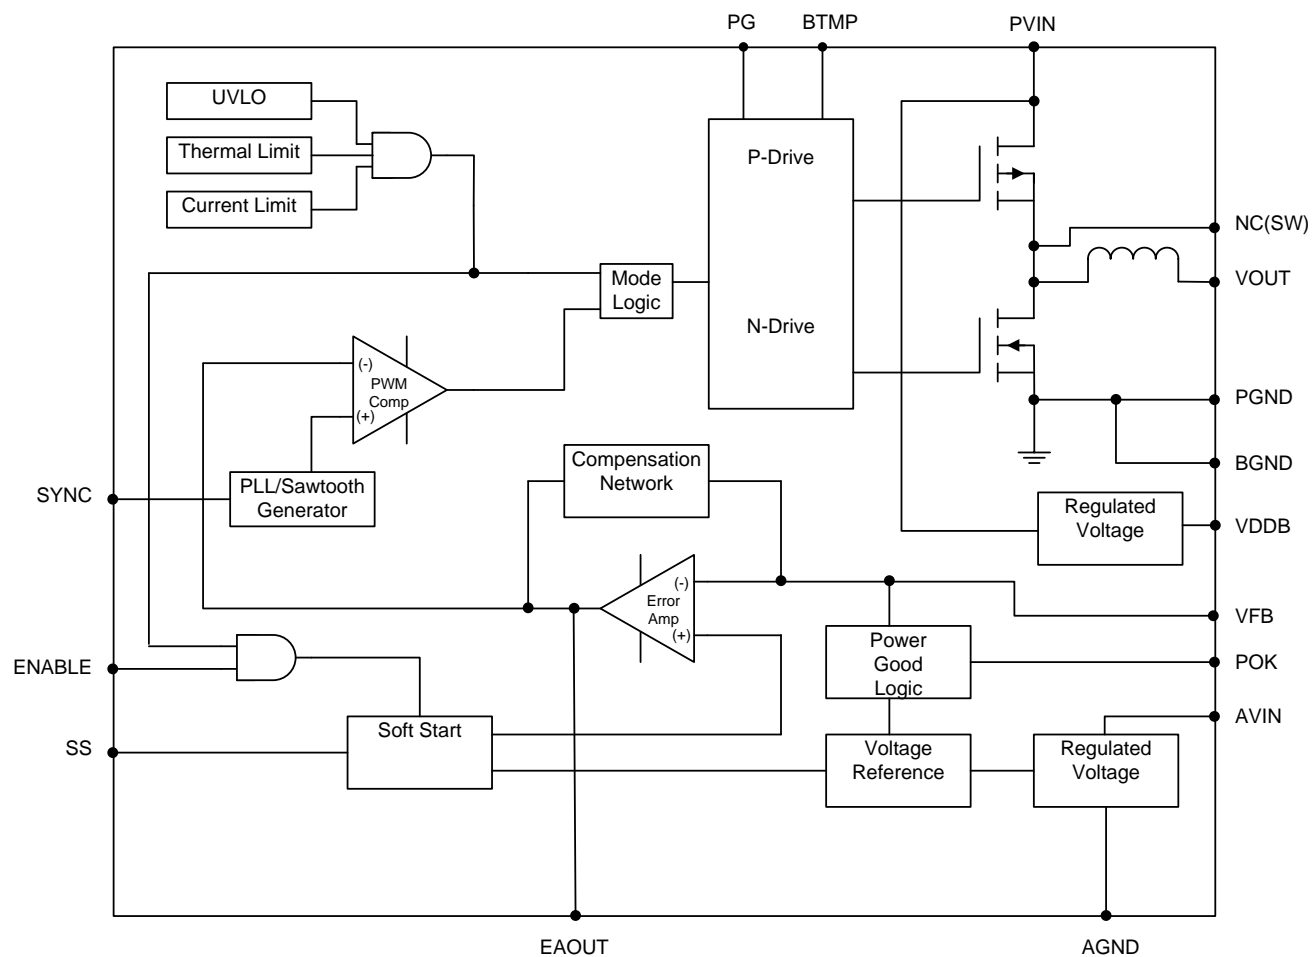 PG
BTMP
PVIN
UVLO
Thermal Limit
Current Limit
P-Drive
N-Drive
NC(SW)
VOUT
Mode
Logic
(-)
PWM
Comp
(+)
PGND
BGND
SYNC
PLL/Sawtooth
Generator
Compensation
Network
Regulated
Voltage
VDDB
(-)
Error
Amp
(+)
VFB
Power
Good
Logic
POK
ENABLE
SS
Soft Start
Voltage
Reference
Regulated
Voltage
AVIN
EAOUT
AGND